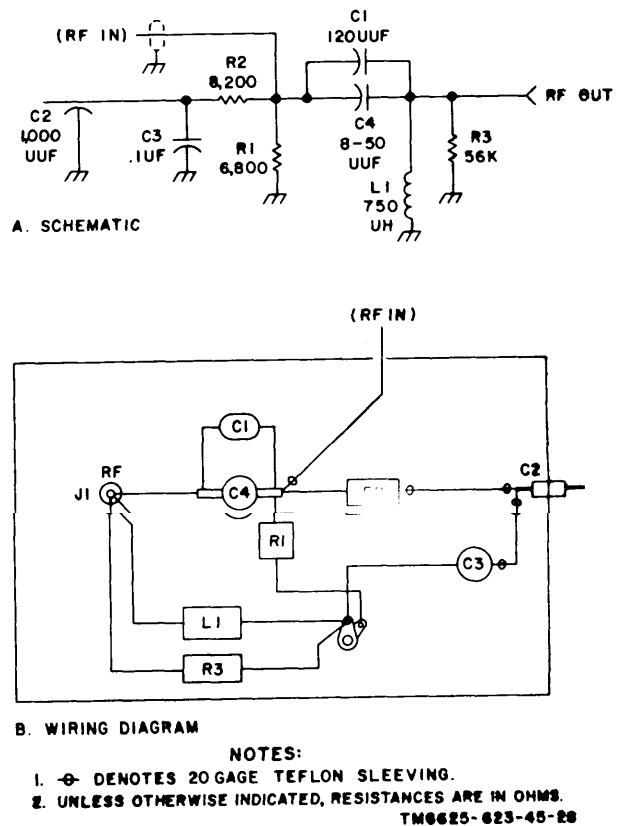 (RF IN)
C1
120UUF
R2
8,200
C2
1,000
UUF
C3
.1UF
R1
6,800
C4
8-50
UUF
L1
750
UH
R3
56K
RF OUT
A. SCHEMATIC
(RF IN)
C1
RF
J1
C4
C2
R1
C3
L1
R3
B. WIRING DIAGRAM
NOTES:
1. DENOTES 20 GAGE TEFLON SLEEVING.
2. UNLESS OTHERWISE INDICATED, RESISTANCES ARE IN OHMS.
TM6625-623-45-28